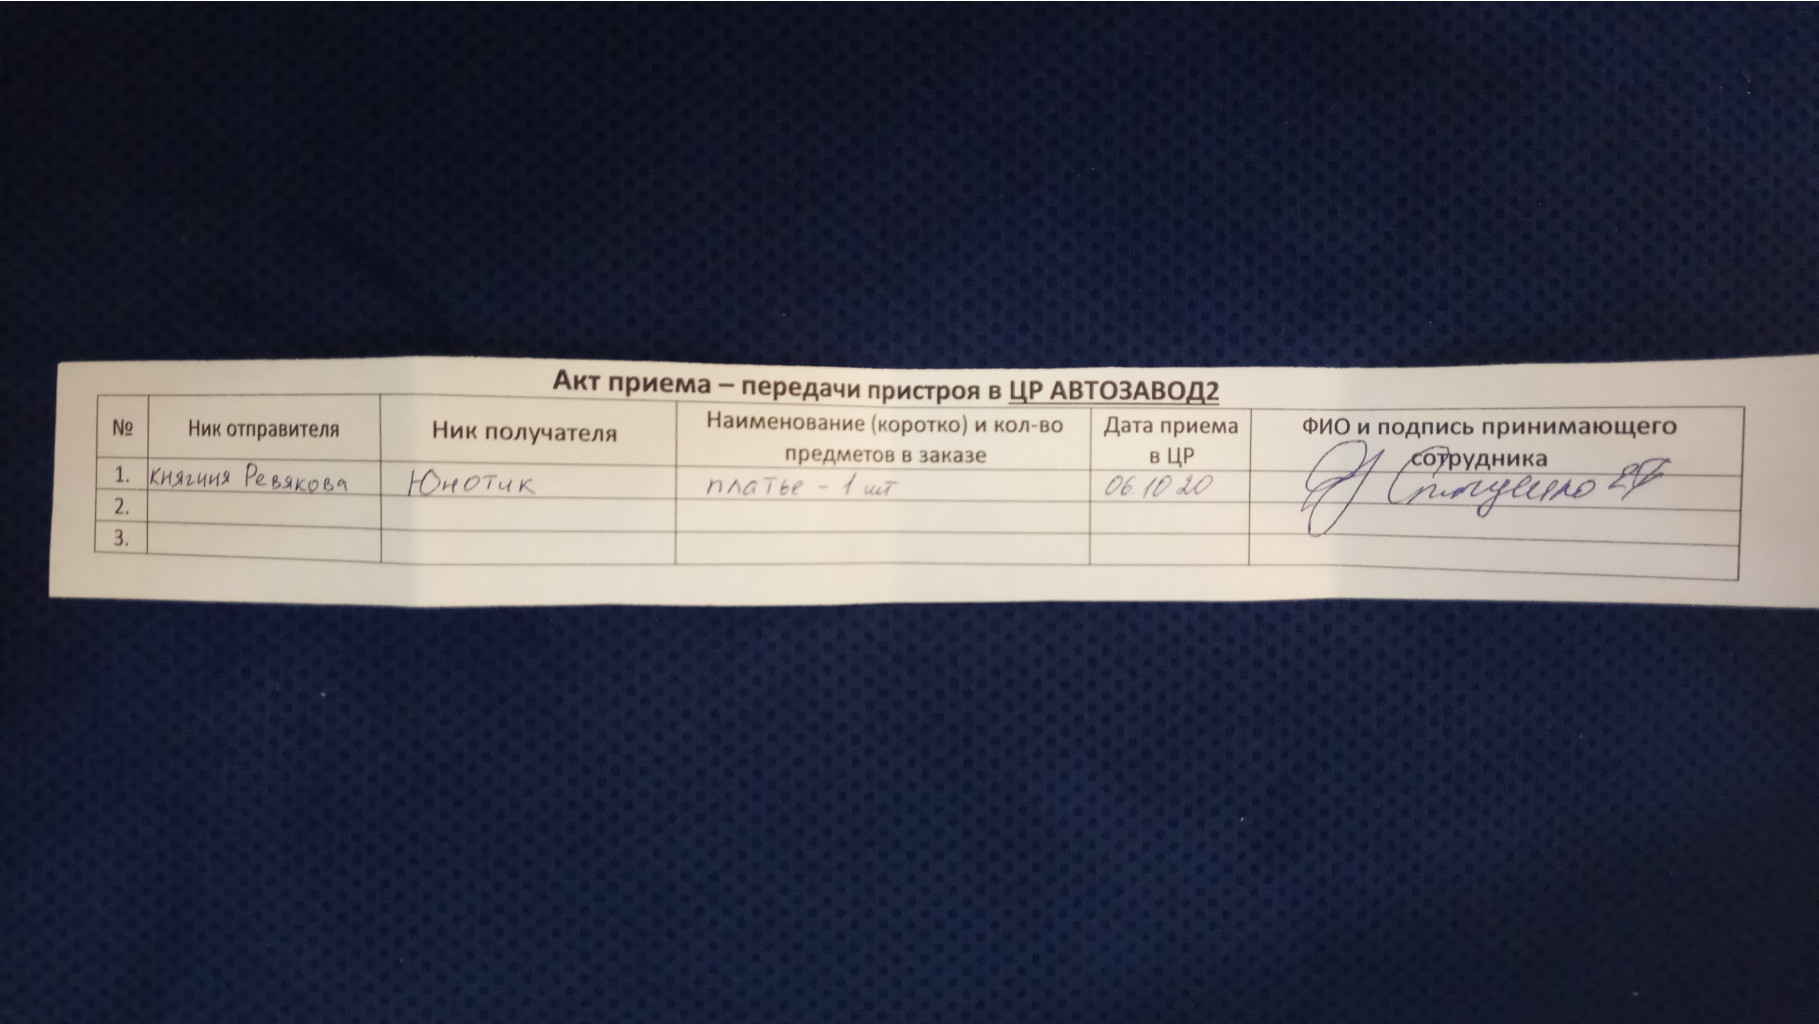 Акт приема – передачи пристроя в ЦР АВТОЗАВОД2
№ Ник отправителя Ник получателя Наименование (коротко) и кол-во предметов в заказе Дата приема в ЦР ФИО и подпись принимающего сотрудника
1. Княгиня Ревякова Юнотик платье - 1 шт 06.10 20
2.
3.